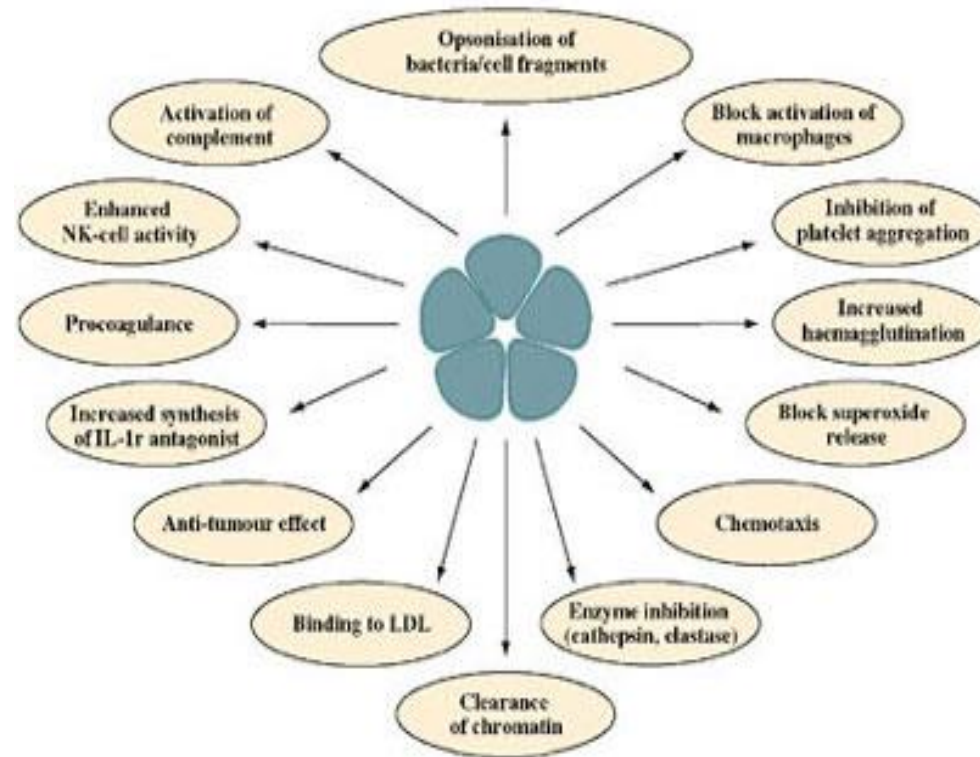 Opsonisation of
bacteria/cell fragments
Activation of
complement
Block activation of
macrophages
Enhanced
NK-cell activity
Inhibition of
platelet aggregation
Procoagulance
Increased
haemagglutination
Increased synthesis
of IL-1r antagonist
Block superoxide
release
Anti-tumour effect
Chemotaxis
Binding to LDL
Enzyme inhibition
(cathepsin, elastase)
Clearance
of chromatin